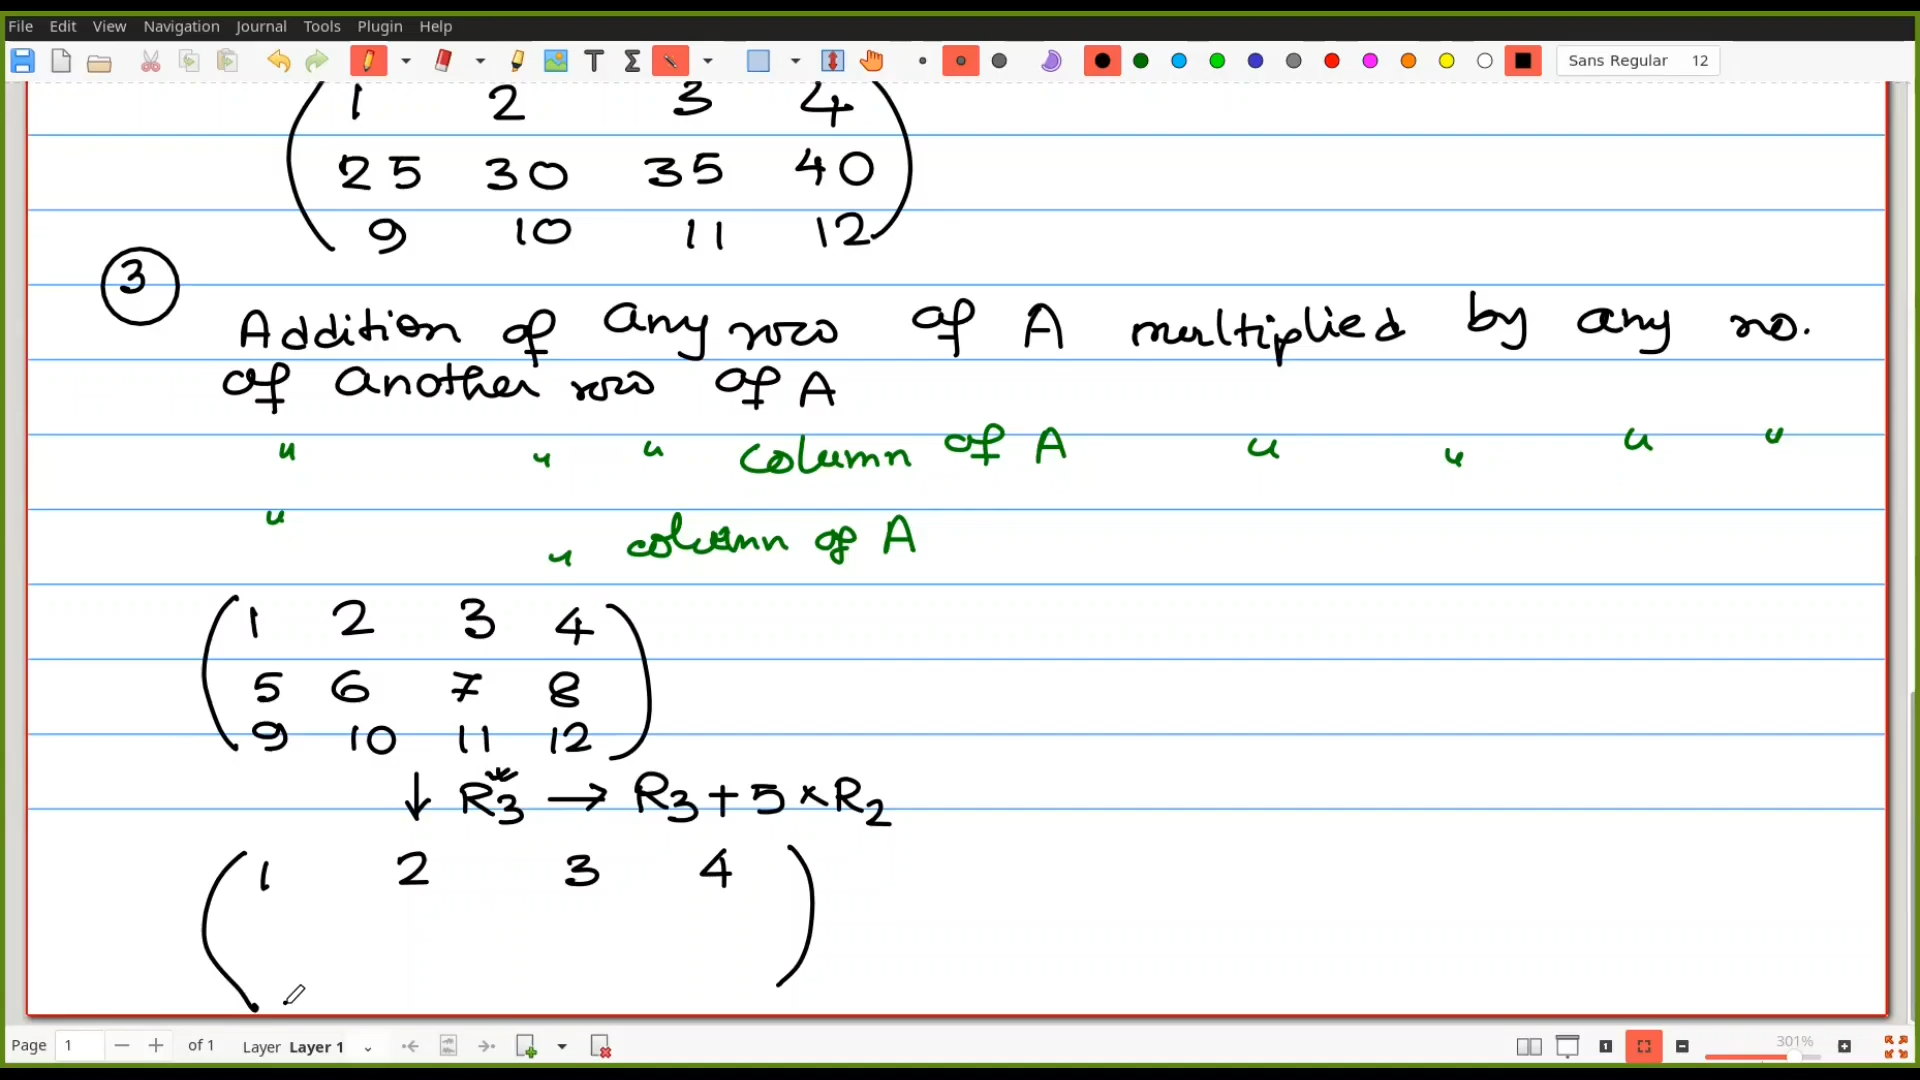 File Edit View Navigation Journal Tools Plugin Help
Sans Regular 12
1 2 3 4
25 30 35 40
9 10 11 12
3
Addition of any row of A multiplied by any no.
of another row of A
" " " column of A " " " "
" " column of A
1 2 3 4
5 6 7 8
9 10 11 12
↓ R3 → R3 + 5 × R2
1 2 3 4
Page 1 of 1 Layer Layer 1 301%